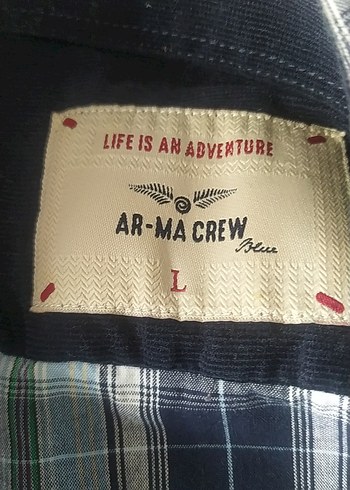 LIFE IS AN ADVENTURE
AR-MA CREW
Blue
L